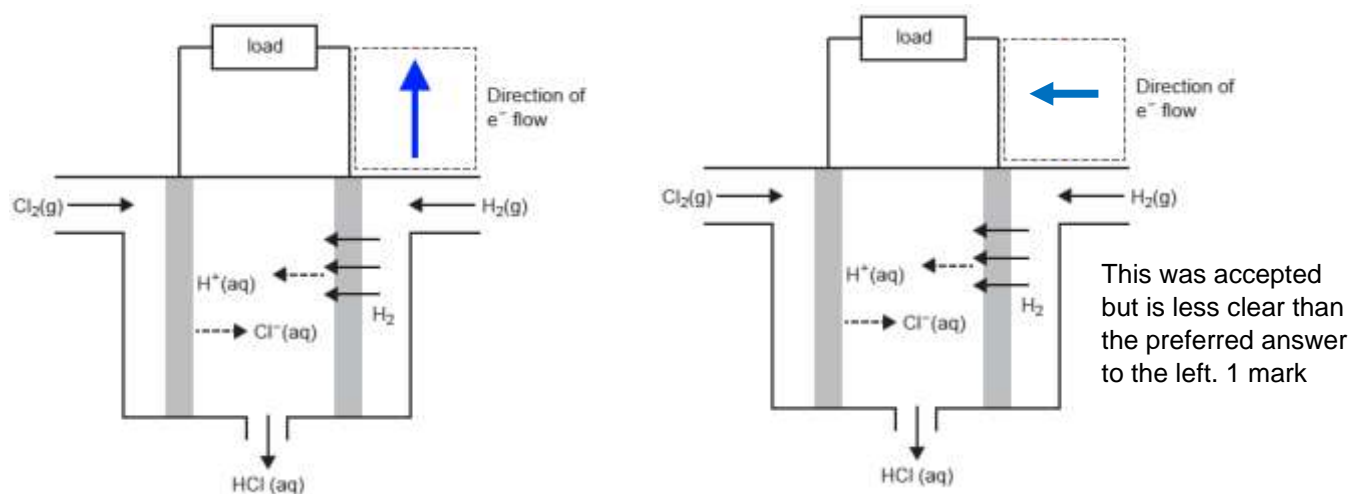 load
Direction of
e⁻ flow
Cl₂(g)
H₂(g)
H⁺(aq)
H₂
Cl⁻(aq)
HCl (aq)
load
Direction of
e⁻ flow
Cl₂(g)
H₂(g)
H⁺(aq)
H₂
Cl⁻(aq)
HCl (aq)
This was accepted
but is less clear than
the preferred answer
to the left. 1 mark